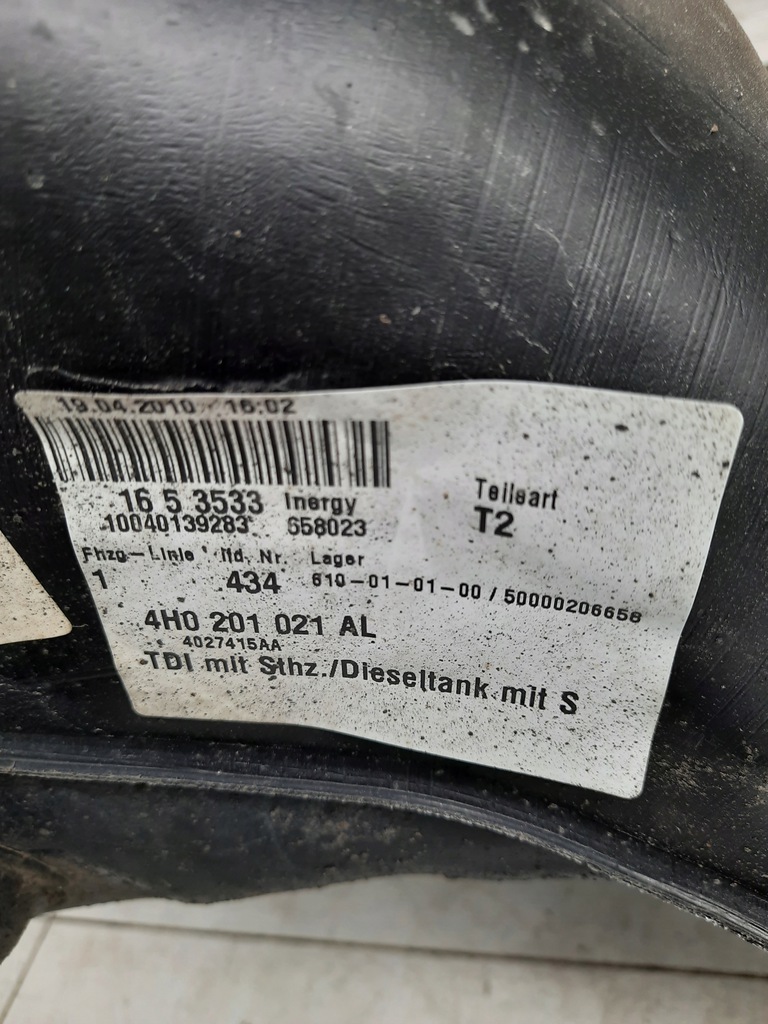 19.04.2010 16:02
16 5 3533 Inergy Teileart
10040139283 658023 T2
Fhzg-Linie lfd. Nr. Lager
1 434 610-01-01-00 / 50000206658
4H0 201 021 AL
4027415AA
TDI mit Sthz./Dieseltank mit S